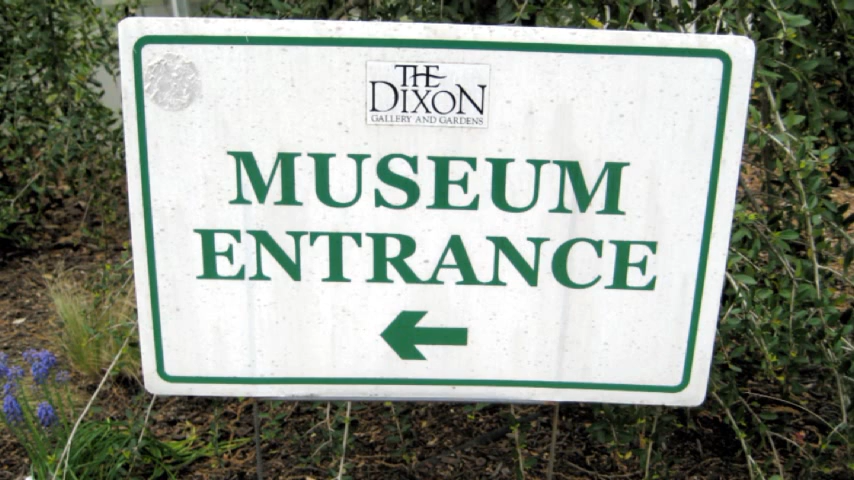 THE
DIXON
GALLERY AND GARDENS
MUSEUM
ENTRANCE